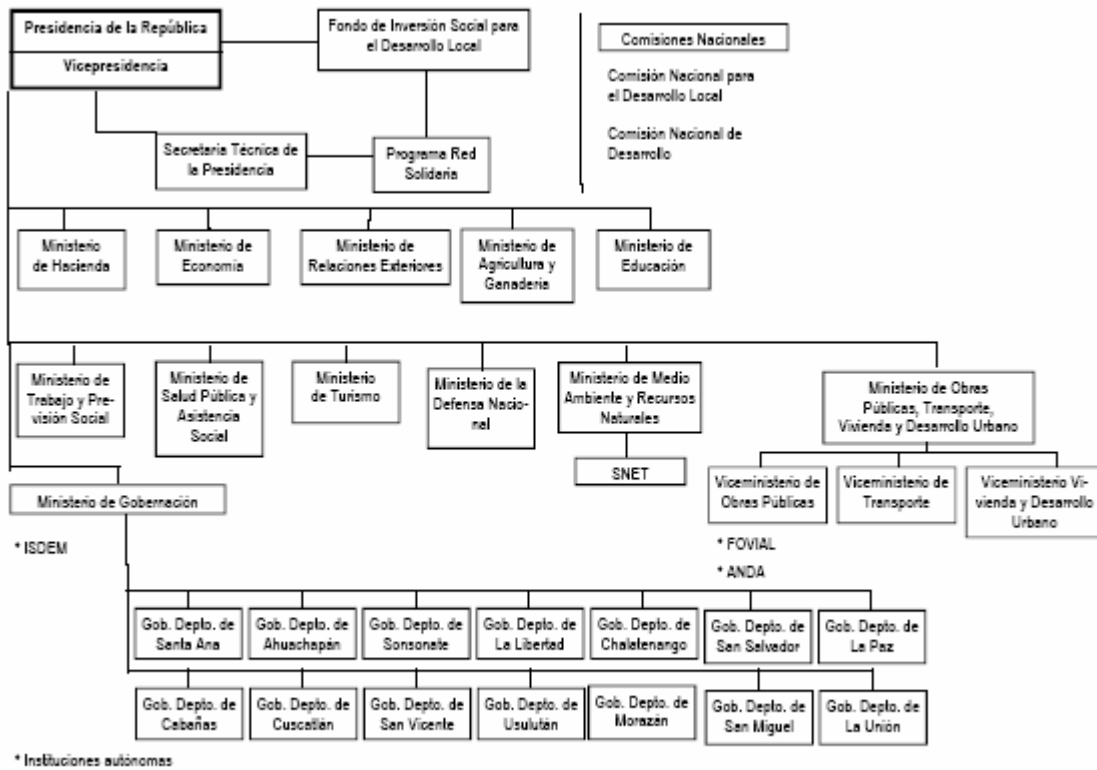 Presidencia de la República
Vicepresidencia
Fondo de Inversión Social para
el Desarrollo Local
Comisiones Nacionales
Comisión Nacional para
el Desarrollo Local
Comisión Nacional de
Desarrollo
Secretaria Técnica de
la Presidencia
Programa Red
Solidaria
Ministerio
de Hacienda
Ministerio de
Economía
Ministerio de
Relaciones Exteriores
Ministerio de
Agricultura y
Ganaderia
Ministerio de
Educación
Ministerio de
Trabajo y Pre-
visión Social
Ministerio de
Salud Pública y
Asistencia
Social
Ministerio
de Turismo
Ministerio de la
Defensa Nacio-
nal
Ministerio de Medio
Ambiente y Recursos
Naturales
SNET
Ministerio de Obras
Públicas, Transporte,
Vivienda y Desarrollo Urbano
Viceministerio de
Obras Públicas
Viceministerio de
Transporte
Viceministerio Vi-
vienda y Desarrollo
Urbano
* FOVIAL
* ANDA
Ministerio de Gobernación
* ISDEM
Gob. Depto. de
Santa Ana
Gob. Depto. de
Ahuachapán
Gob. Depto. de
Sonsonate
Gob. Depto. de
La Libertad
Gob. Depto. de
Chalatenango
Gob. Depto. de
San Salvador
Gob. Depto. de
La Paz
Gob. Depto. de
Cabañas
Gob. Depto. de
Cuscatlán
Gob. Depto. de
San Vicente
Gob. Depto. de
Usulután
Gob. Depto. de
Morazán
Gob. Depto. de
San Miguel
Gob. Depto. de
La Unión
* Instituciones autónomas